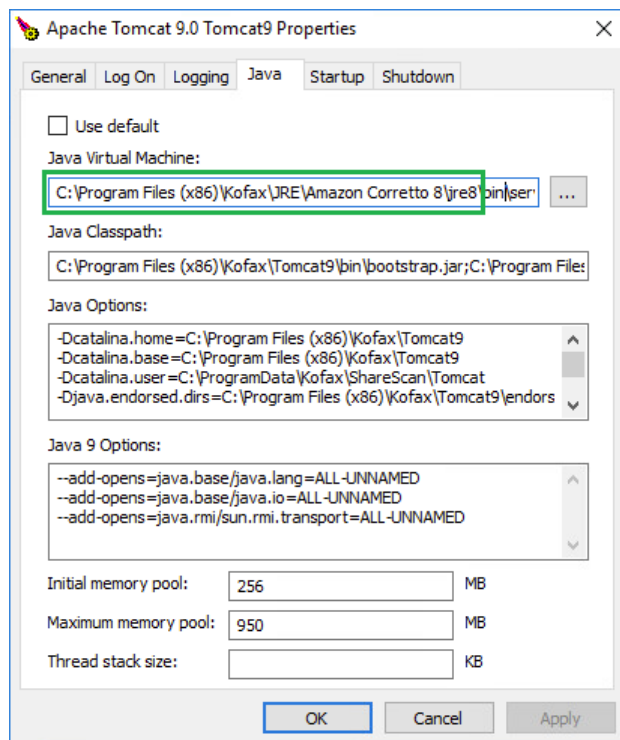 Apache Tomcat 9.0 Tomcat9 Properties
General Log On Logging Java Startup Shutdown
Use default
Java Virtual Machine:
C:\Program Files (x86)\Kofax\JRE\Amazon Corretto 8\jre8\bin\ser
...
Java Classpath:
C:\Program Files (x86)\Kofax\Tomcat9\bin\bootstrap.jar;C:\Program Files
Java Options:
-Dcatalina.home=C:\Program Files (x86)\Kofax\Tomcat9
-Dcatalina.base=C:\Program Files (x86)\Kofax\Tomcat9
-Dcatalina.user=C:\ProgramData\Kofax\ShareScan\Tomcat
-Djava.endorsed.dirs=C:\Program Files (x86)\Kofax\Tomcat9\endors
Java 9 Options:
--add-opens=java.base/java.lang=ALL-UNNAMED
--add-opens=java.base/java.io=ALL-UNNAMED
--add-opens=java.rmi/sun.rmi.transport=ALL-UNNAMED
Initial memory pool: 256 MB
Maximum memory pool: 950 MB
Thread stack size: KB
OK Cancel Apply